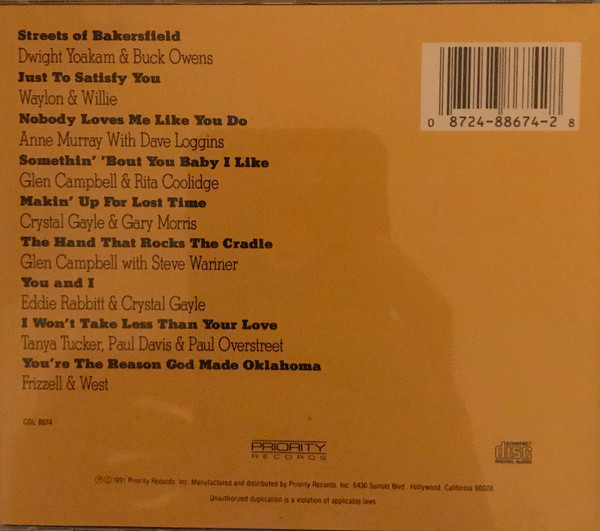 Streets of Bakersfield
Dwight Yoakam & Buck Owens
Just To Satisfy You
Waylon & Willie
Nobody Loves Me Like You Do
Anne Murray With Dave Loggins
Somethin' 'Bout You Baby I Like
Glen Campbell & Rita Coolidge
Makin' Up For Lost Time
Crystal Gayle & Gary Morris
The Hand That Rocks The Cradle
Glen Campbell with Steve Wariner
You and I
Eddie Rabbitt & Crystal Gayle
I Won't Take Less Than Your Love
Tanya Tucker, Paul Davis & Paul Overstreet
You're The Reason God Made Oklahoma
Frizzell & West
0 8724-88674-2 8
CDL 8674
PRIORITY
RECORDS
COMPACT
disc
DIGITAL AUDIO
℗© 1991 Priority Records, Inc. Manufactured and distributed by Priority Records, Inc. 6430 Sunset Blvd., Hollywood, California 90028
Unauthorized duplication is a violation of applicable laws.